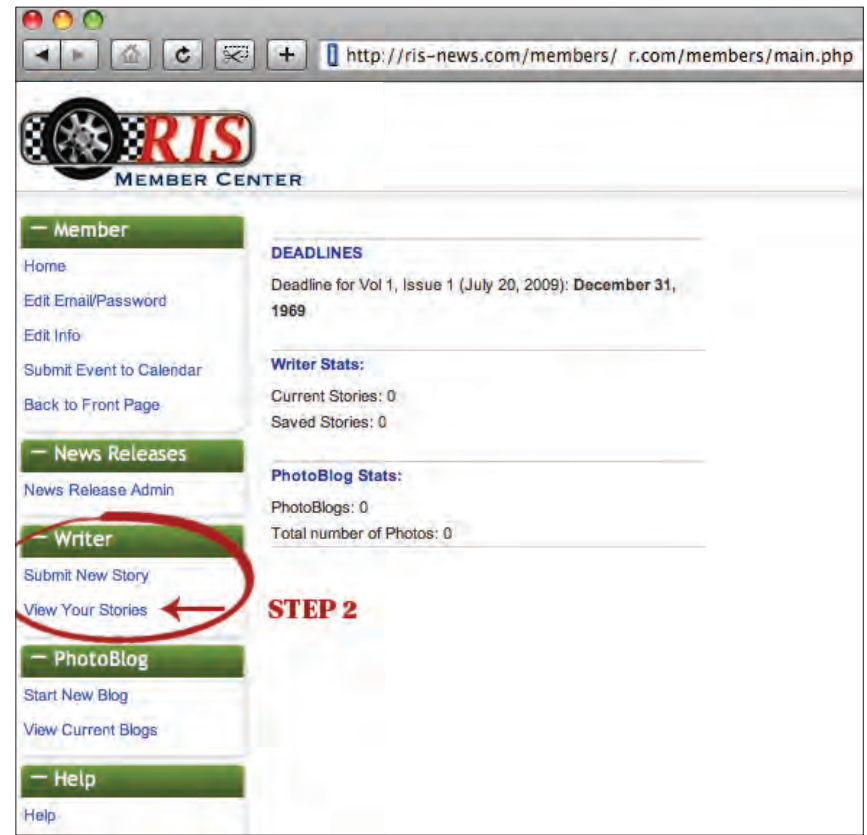 http://ris-news.com/members/ r.com/members/main.php
RIS
MEMBER CENTER
— Member
Home
Edit Email/Password
Edit Info
Submit Event to Calendar
Back to Front Page
— News Releases
News Release Admin
— Writer
Submit New Story
View Your Stories
— PhotoBlog
Start New Blog
View Current Blogs
— Help
Help
DEADLINES
Deadline for Vol 1, Issue 1 (July 20, 2009): December 31,
1969
Writer Stats:
Current Stories: 0
Saved Stories: 0
PhotoBlog Stats:
PhotoBlogs: 0
Total number of Photos: 0
STEP 2